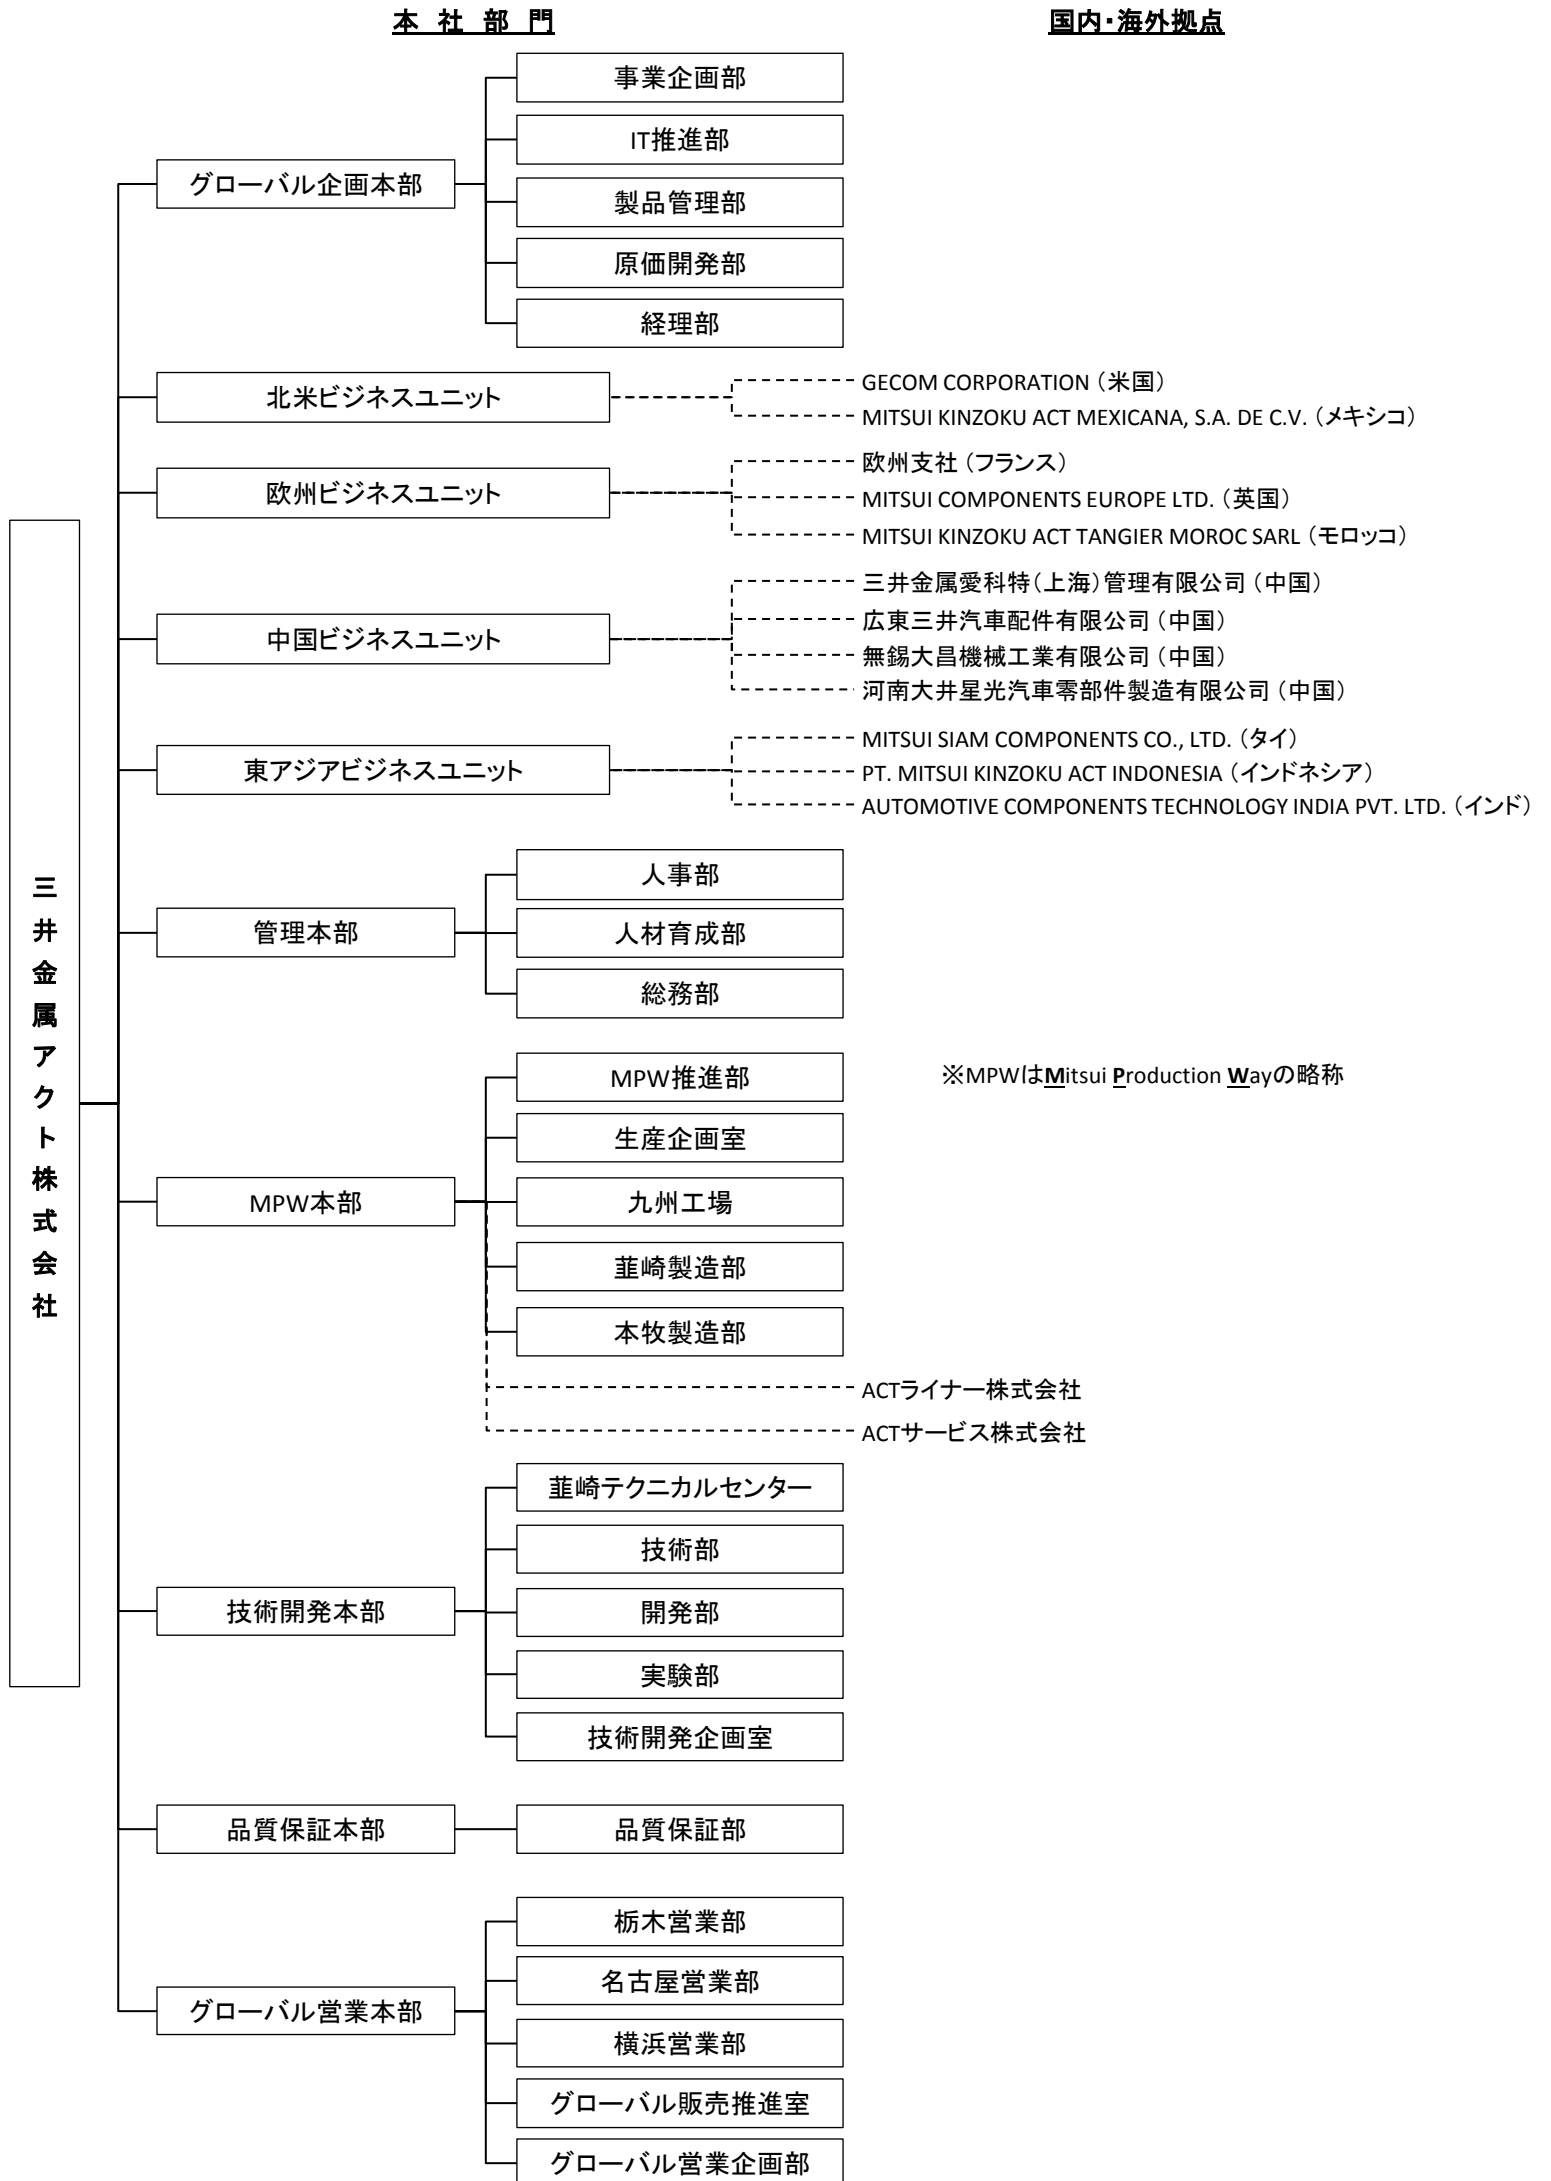 本 社 部 門
国内・海外拠点
三井金属アクト株式会社
グローバル企画本部
事業企画部
IT推進部
製品管理部
原価開発部
経理部
北米ビジネスユニット
GECOM CORPORATION（米国）
MITSUI KINZOKU ACT MEXICANA, S.A. DE C.V.（メキシコ）
欧州ビジネスユニット
欧州支社（フランス）
MITSUI COMPONENTS EUROPE LTD.（英国）
MITSUI KINZOKU ACT TANGIER MOROC SARL（モロッコ）
中国ビジネスユニット
三井金属愛科特（上海）管理有限公司（中国）
広東三井汽車配件有限公司（中国）
無錫大昌機械工業有限公司（中国）
河南大井星光汽車零部件製造有限公司（中国）
東アジアビジネスユニット
MITSUI SIAM COMPONENTS CO., LTD.（タイ）
PT. MITSUI KINZOKU ACT INDONESIA（インドネシア）
AUTOMOTIVE COMPONENTS TECHNOLOGY INDIA PVT. LTD.（インド）
管理本部
人事部
人材育成部
総務部
MPW本部
MPW推進部
※MPWはMitsui Production Wayの略称
生産企画室
九州工場
韮崎製造部
本牧製造部
ACTライナー株式会社
ACTサービス株式会社
技術開発本部
韮崎テクニカルセンター
技術部
開発部
実験部
技術開発企画室
品質保証本部
品質保証部
グローバル営業本部
栃木営業部
名古屋営業部
横浜営業部
グローバル販売推進室
グローバル営業企画部